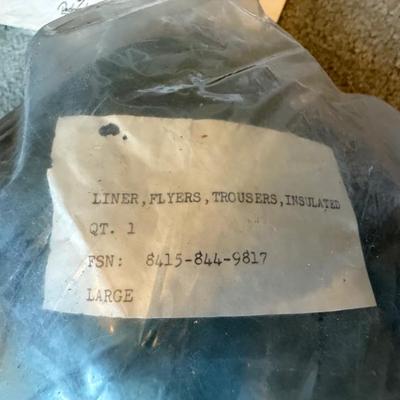 LINER,FLYERS,TROUSERS,INSULATED
QT. 1
FSN: 8415-844-9817
LARGE